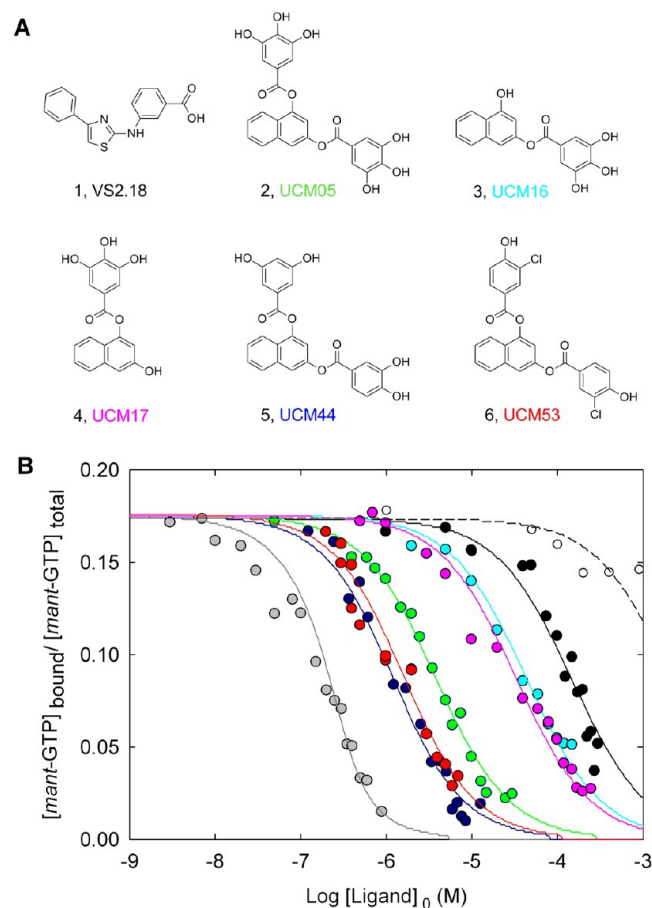 A
O
N
OH
NH
S
1, VS2.18
OH
HO OH
O O
O
O
OH
OH
OH
2, UCM05
OH
O
O
OH
OH
OH
3, UCM16
OH
HO OH
O O
OH
4, UCM17
HO OH
O O
O
O
OH
OH
5, UCM44
OH
Cl
O O
O
O
OH
Cl
6, UCM53
B
[mant-GTP]bound/ [mant-GTP]total
0.20
0.15
0.10
0.05
0.00
-9 -8 -7 -6 -5 -4 -3
Log [Ligand]0 (M)